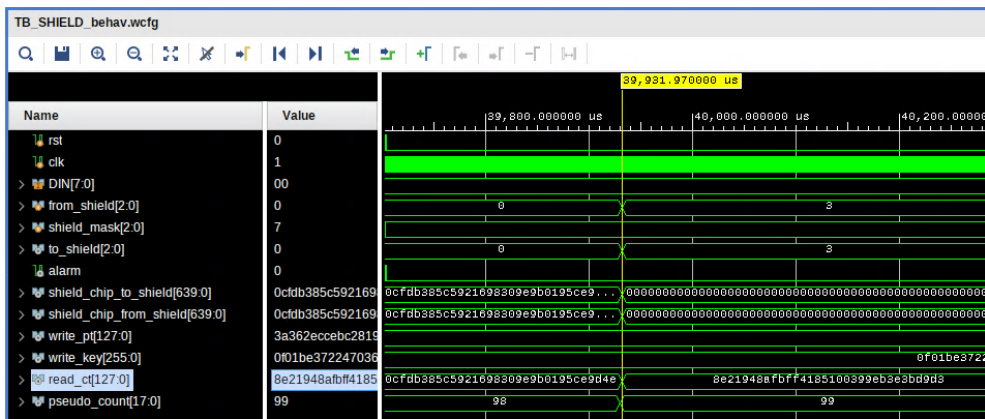 TB_SHIELD_behav.wcfg
39,931.970000 us
Name Value
39,800.000000 us 40,000.000000 us 40,200.0000
rst 0
clk 1
DIN[7:0] 00
from_shield[2:0] 0 0 3
shield_mask[2:0] 7
to_shield[2:0] 0 0 3
alarm 0
shield_chip_to_shield[639:0] 0cfdb385c592169 0cfdb385c5921698309e9b0195ce9... 00000000000000000000000000000000000000000000000000
shield_chip_from_shield[639:0] 0cfdb385c592169 0cfdb385c5921698309e9b0195ce9... 00000000000000000000000000000000000000000000000000
write_pt[127:0] 3a362eccebc2819
write_key[255:0] 0f01be372247036 0f01be3722
read_ct[127:0] 8e21948afbff4185 0cfdb385c5921698309e9b0195ce9d4e 8e21948afbff4185100399eb3e3bd9d3
pseudo_count[17:0] 99 98 99